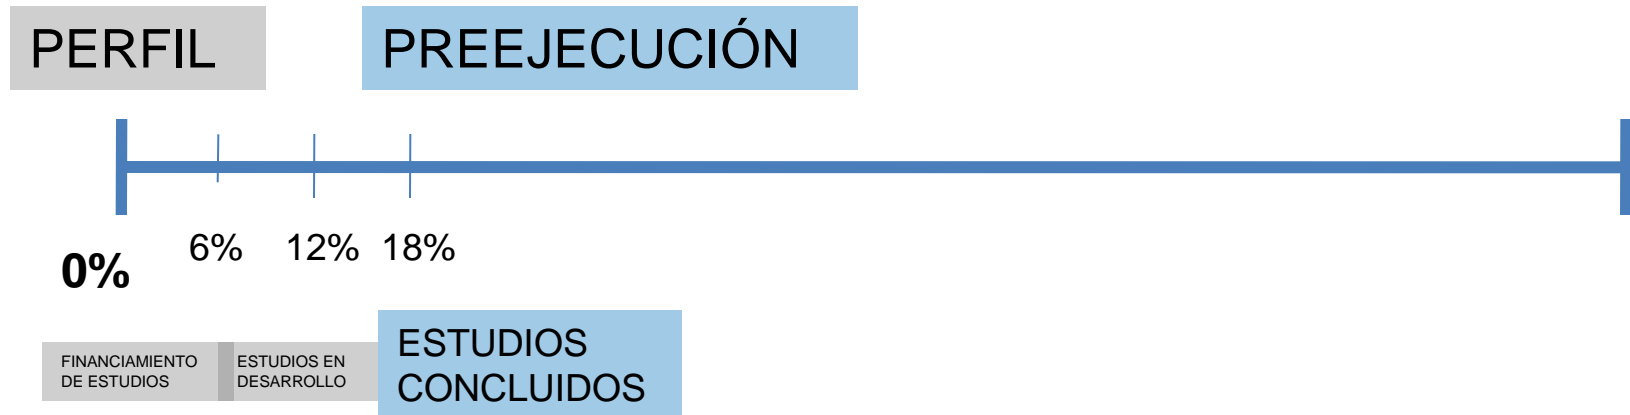 PERFIL
PREEJECUCIÓN
0%
6%
12%
18%
FINANCIAMIENTO
DE ESTUDIOS
ESTUDIOS EN
DESARROLLO
ESTUDIOS
CONCLUIDOS